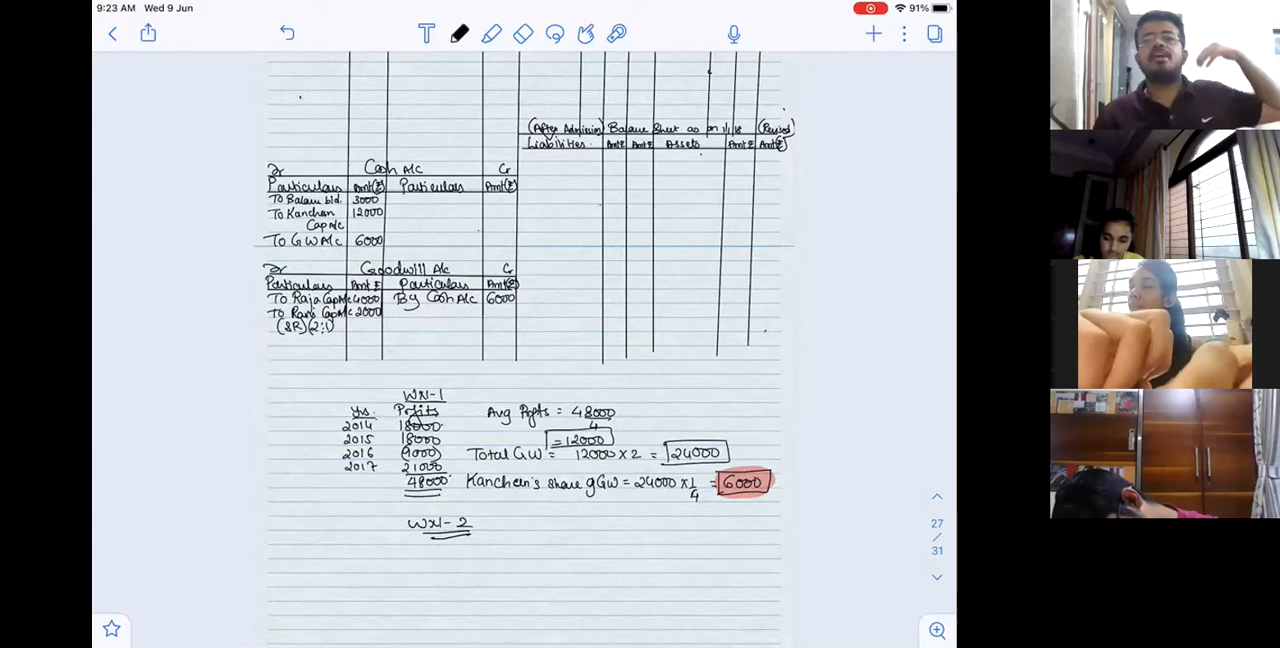 9:23 AM Wed 9 Jun
91%
(After Admission) Balance Sheet as on 1/1/18 (Revised)
Liabilities Amt ₹ Amt ₹ Assets Amt ₹ Amt ₹
Dr Cash A/c Cr
Particulars Amt(₹) Particulars Amt(₹)
To Balance b/d. 3000
To Kanchan 12000
Cap A/c
To GW A/c 6000
Dr Goodwill A/c Cr
Particulars Amt ₹ Particulars Amt(₹)
To Raja Cap A/c 4000 By Cash A/c 6000
To Ravi Cap A/c 2000
(SR) (2:1)
WN-1
Yrs. Profits
2014
2015 18000
2016
2017 21000
48000
Avg Profits = 48000
4
= 12000
Total GW = 12000 x 2 = 24000
Kanchan's share of GW = 24000 x 1 = 6000
4
WN-2
27
/
31